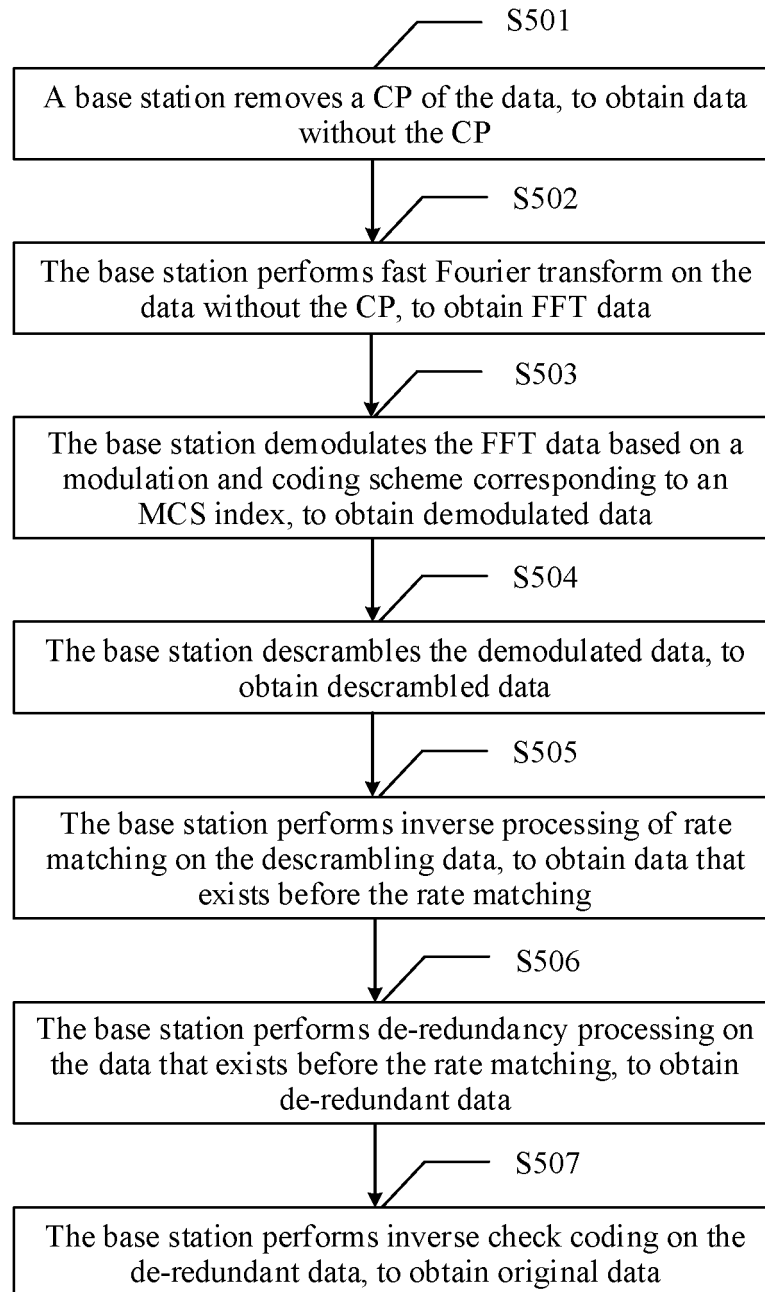 S501
A base station removes a CP of the data, to obtain data
without the CP
S502
The base station performs fast Fourier transform on the
data without the CP, to obtain FFT data
S503
The base station demodulates the FFT data based on a
modulation and coding scheme corresponding to an
MCS index, to obtain demodulated data
S504
The base station descrambles the demodulated data, to
obtain descrambled data
S505
The base station performs inverse processing of rate
matching on the descrambling data, to obtain data that
exists before the rate matching
S506
The base station performs de-redundancy processing on
the data that exists before the rate matching, to obtain
de-redundant data
S507
The base station performs inverse check coding on the
de-redundant data, to obtain original data